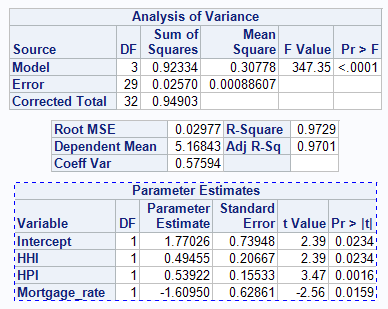 Analysis of Variance
Source DF Sum of Squares Mean Square F Value Pr > F
Model 3 0.92334 0.30778 347.35 <.0001
Error 29 0.02570 0.00088607
Corrected Total 32 0.94903
Root MSE 0.02977 R-Square 0.9729
Dependent Mean 5.16843 Adj R-Sq 0.9701
Coeff Var 0.57594
Parameter Estimates
Variable DF Parameter Estimate Standard Error t Value Pr > |t|
Intercept 1 1.77026 0.73948 2.39 0.0234
HHI 1 0.49455 0.20667 2.39 0.0234
HPI 1 0.53922 0.15533 3.47 0.0016
Mortgage_rate 1 -1.60950 0.62861 -2.56 0.0159